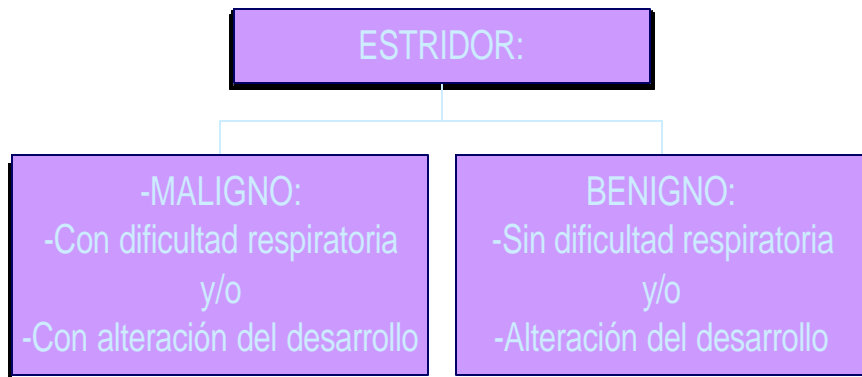 ESTRIDOR:
-MALIGNO:
-Con dificultad respiratoria
y/o
-Con alteración del desarrollo
BENIGNO:
-Sin dificultad respiratoria
y/o
-Alteración del desarrollo